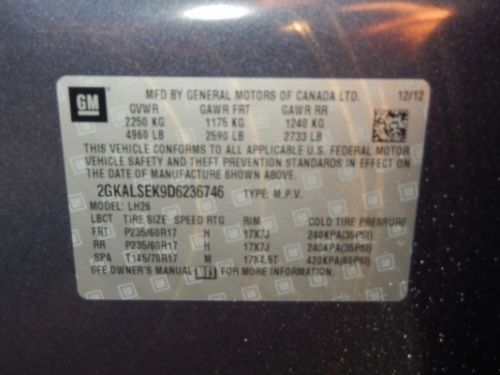 GM
MFD BY GENERAL MOTORS OF CANADA LTD. 12/12
GVWR GAWR FRT GAWR RR
2250 KG 1175 KG 1240 KG
4960 LB 2590 LB 2733 LB
THIS VEHICLE CONFORMS TO ALL APPLICABLE U.S. FEDERAL MOTOR
VEHICLE SAFETY AND THEFT PREVENTION STANDARDS IN EFFECT ON
THE DATE OF MANUFACTURE SHOWN ABOVE.
2GKALSEK9D6236746 TYPE: M.P.V.
MODEL: LH26
LBCT TIRE SIZE SPEED RTG RIM COLD TIRE PRESSURE
FRT P235/60R17 H 17X7J 240KPA(35PSI)
RR P235/60R17 H 17X7J 240KPA(35PSI)
SPA T145/70R17 M 17X4.5T 420KPA(60PSI)
SEE OWNER'S MANUAL FOR MORE INFORMATION.